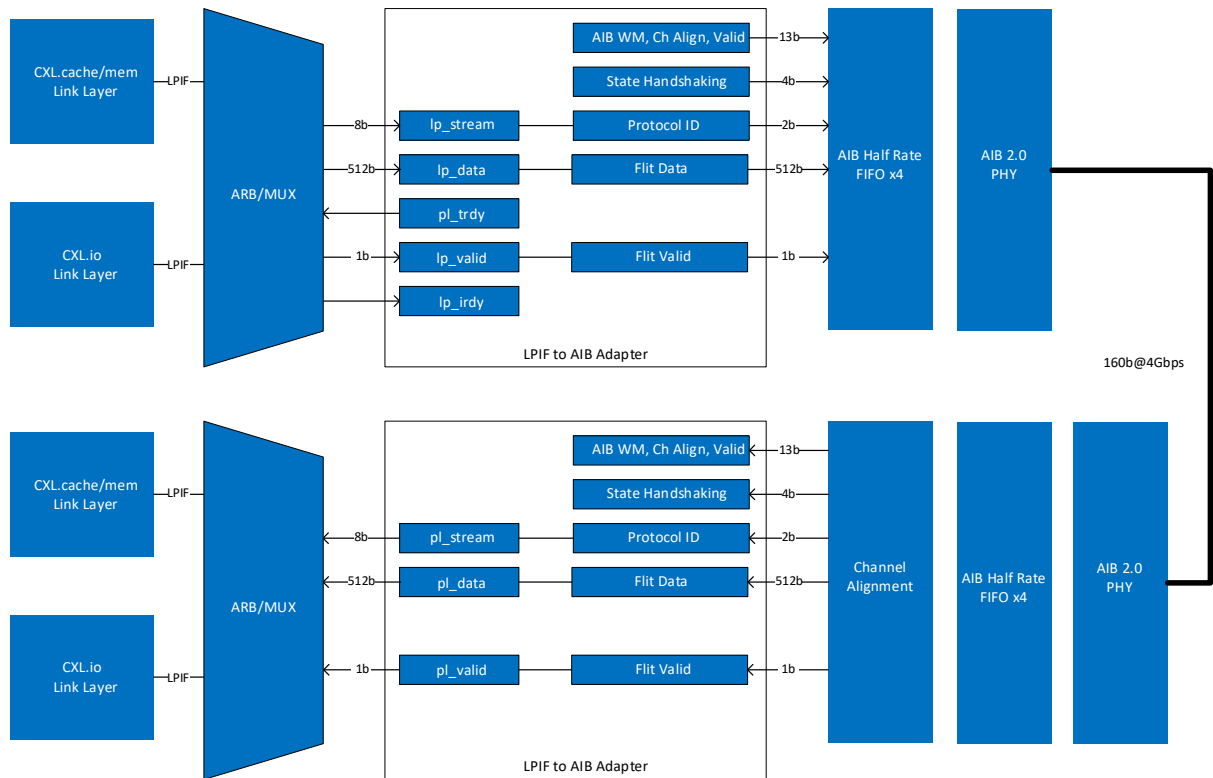 AIB WM, Ch Align, Valid
13b
CXL.cache/mem
Link Layer
LPIF
State Handshaking
4b
8b
lp_stream
Protocol ID
2b
512b
lp_data
Flit Data
512b
AIB Half Rate
FIFO x4
AIB 2.0
PHY
ARB/MUX
pl_trdy
CXL.io
Link Layer
LPIF
1b
lp_valid
Flit Valid
1b
lp_irdy
LPIF to AIB Adapter
160b@4Gbps
AIB WM, Ch Align, Valid
13b
CXL.cache/mem
Link Layer
LPIF
State Handshaking
4b
8b
pl_stream
Protocol ID
2b
512b
pl_data
Flit Data
512b
Channel
Alignment
AIB Half Rate
FIFO x4
AIB 2.0
PHY
ARB/MUX
CXL.io
Link Layer
LPIF
1b
pl_valid
Flit Valid
1b
LPIF to AIB Adapter